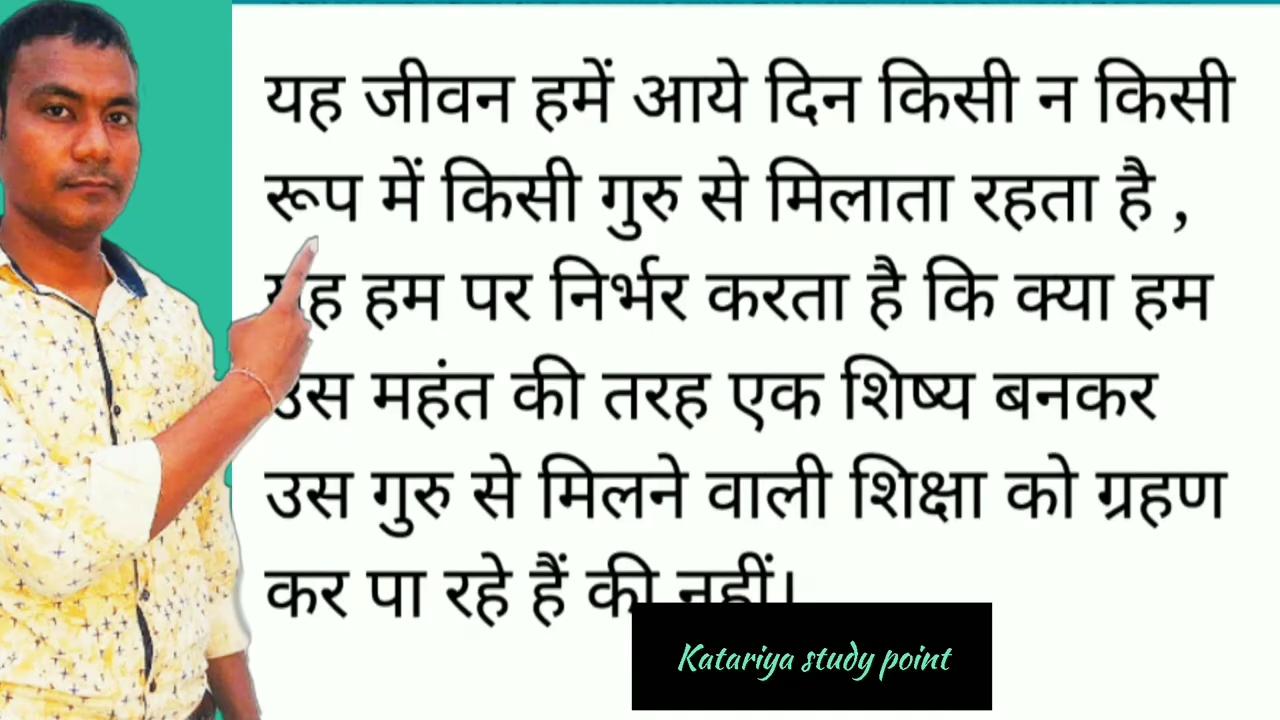 यह जीवन हमें आये दिन किसी न किसी
रूप में किसी गुरु से मिलाता रहता है ,
यह हम पर निर्भर करता है कि क्या हम
उस महंत की तरह एक शिष्य बनकर
उस गुरु से मिलने वाली शिक्षा को ग्रहण
कर पा रहे हैं की नहीं।
Katariya study point